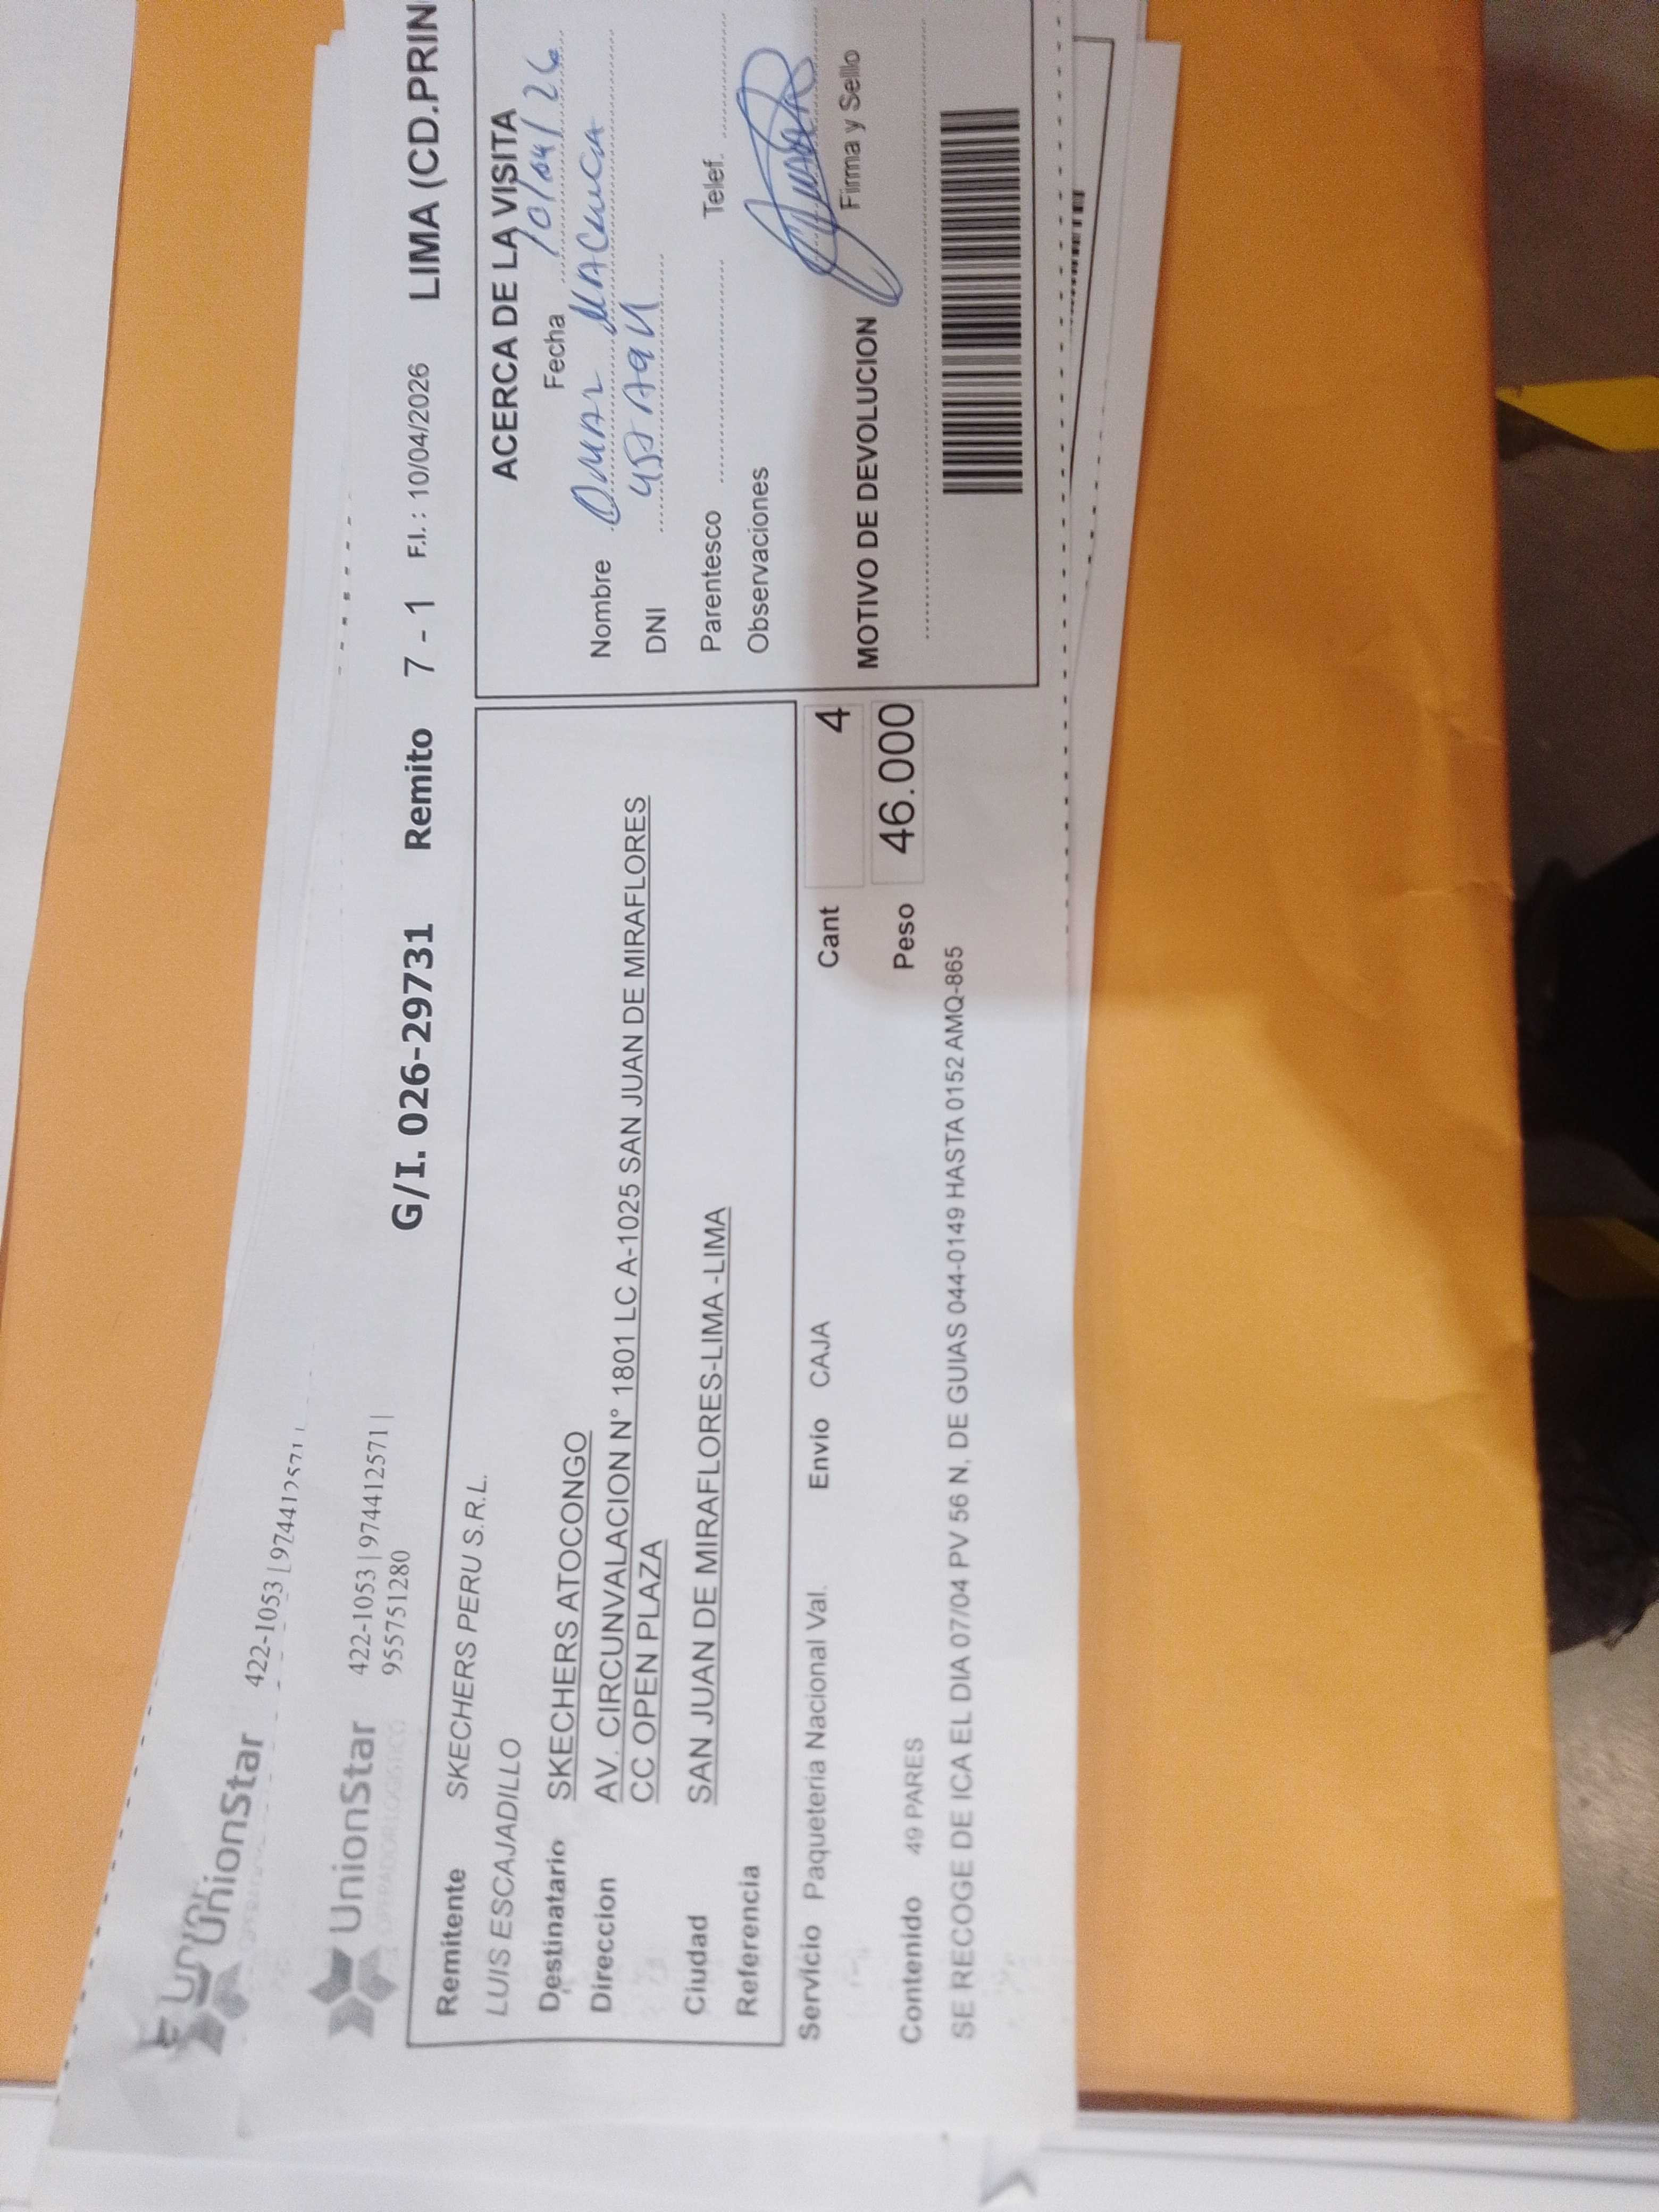 UnionStar 422-1053 | 974412571 |
UnionStar 422-1053 | 974412571 |
OPERADOR LOGISTICO 955751280
G/I. 026-29731 Remito 7 - 1 F.I.: 10/04/2026 LIMA (CD.PRIN
Remitente SKECHERS PERU S.R.L.
LUIS ESCAJADILLO
Destinatario SKECHERS ATOCONGO
Direccion AV. CIRCUNVALACION N° 1801 LC A-1025 SAN JUAN DE MIRAFLORES
CC OPEN PLAZA
Ciudad SAN JUAN DE MIRAFLORES-LIMA -LIMA
Referencia
Servicio Paqueteria Nacional Val. Envio CAJA Cant 4
Contenido 49 PARES Peso 46.000
SE RECOGE DE ICA EL DIA 07/04 PV 56 N, DE GUIAS 044-0149 HASTA 0152 AMQ-865
ACERCA DE LA VISITA
Fecha 10/04/26
Nombre OMAR
DNI
Parentesco Telef.
Observaciones
Firma y Sello
MOTIVO DE DEVOLUCION